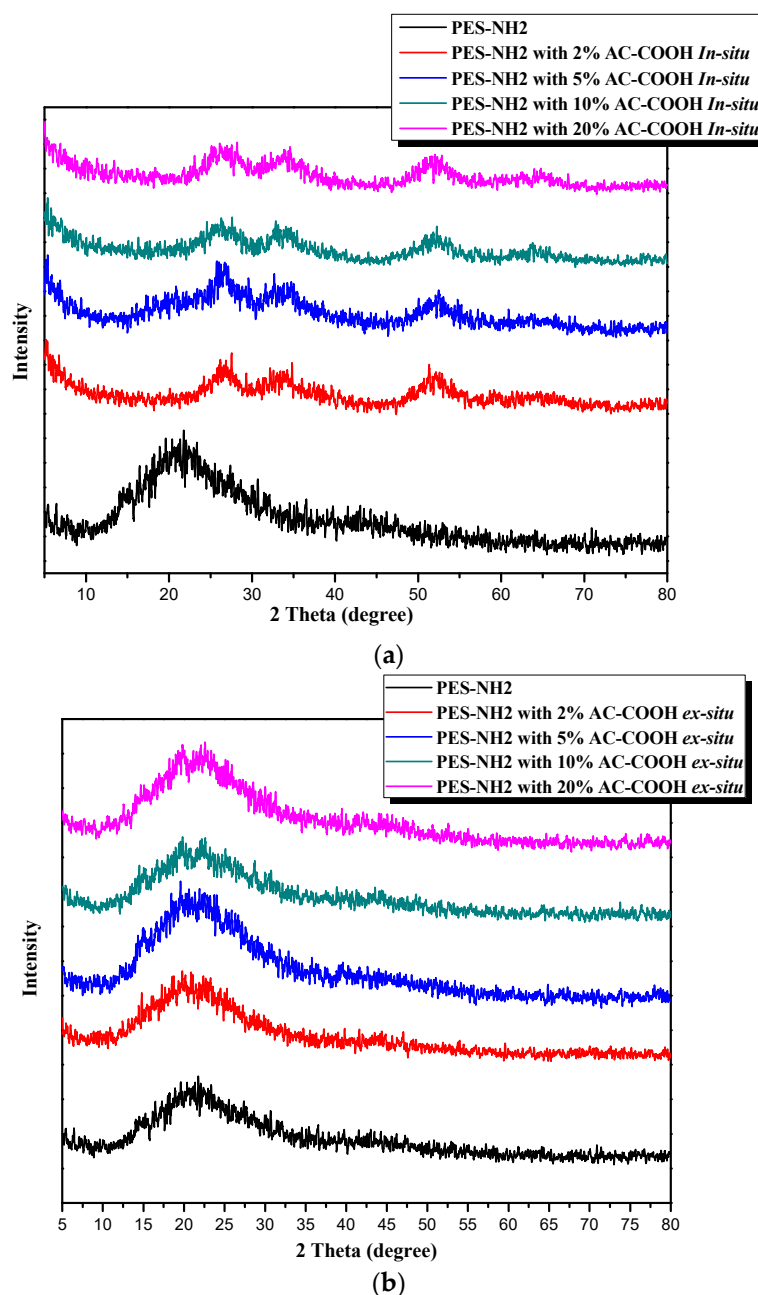 PES-NH2
PES-NH2 with 2% AC-COOH In-situ
PES-NH2 with 5% AC-COOH In-situ
PES-NH2 with 10% AC-COOH In-situ
PES-NH2 with 20% AC-COOH In-situ
Intensity
10 20 30 40 50 60 70 80
2 Theta (degree)
(a)
PES-NH2
PES-NH2 with 2% AC-COOH ex-situ
PES-NH2 with 5% AC-COOH ex-situ
PES-NH2 with 10% AC-COOH ex-situ
PES-NH2 with 20% AC-COOH ex-situ
Intensity
5 10 15 20 25 30 35 40 45 50 55 60 65 70 75 80
2 Theta (degree)
(b)